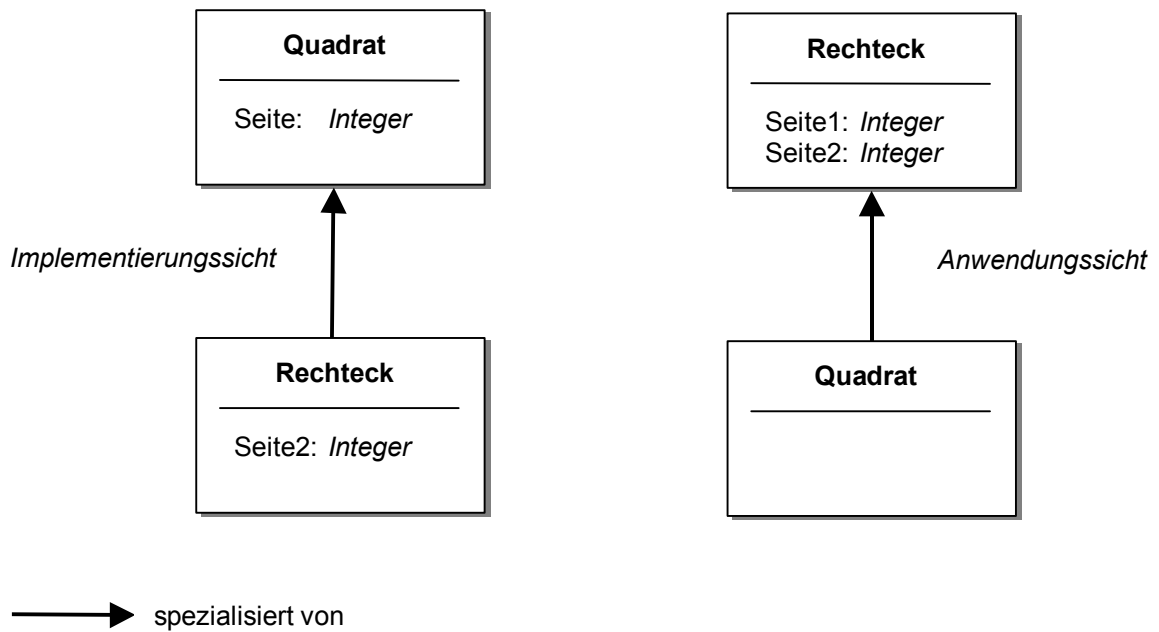 Quadrat
Seite: Integer
Implementierungssicht
Rechteck
Seite2: Integer
Rechteck
Seite1: Integer
Seite2: Integer
Anwendungssicht
Quadrat
spezialisiert von